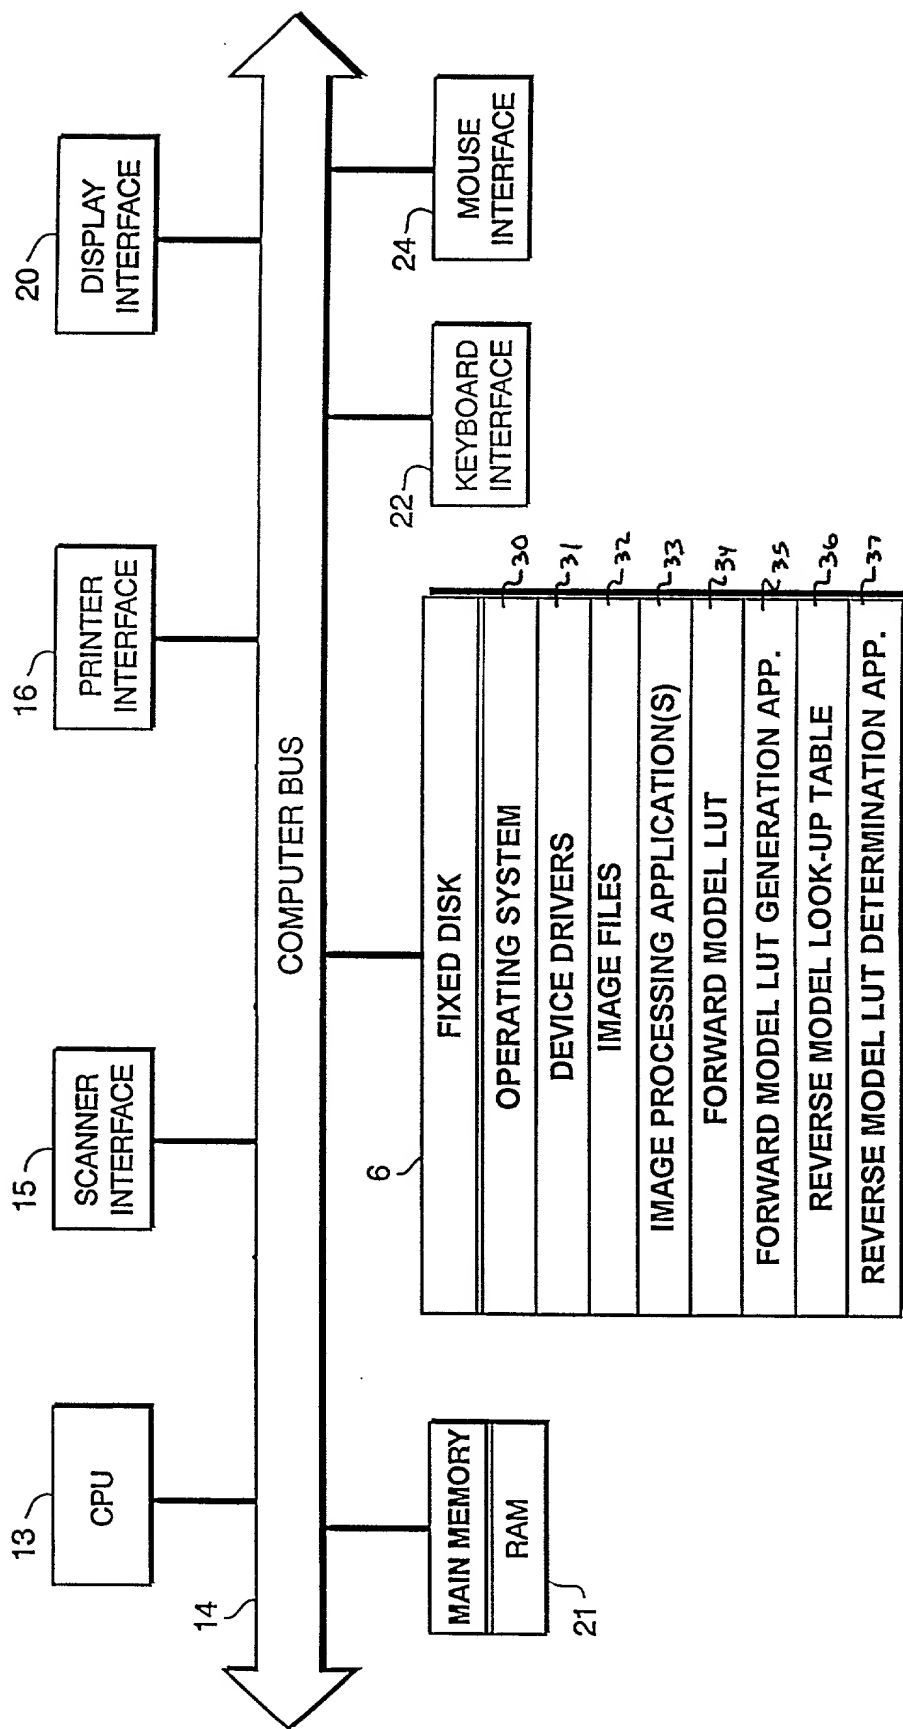 13
CPU
15
SCANNER
INTERFACE
16
PRINTER
INTERFACE
20
DISPLAY
INTERFACE
14
COMPUTER BUS
MAIN MEMORY
RAM
21
6
FIXED DISK
OPERATING SYSTEM
30
DEVICE DRIVERS
31
IMAGE FILES
32
IMAGE PROCESSING APPLICATION(S)
33
FORWARD MODEL LUT
34
FORWARD MODEL LUT GENERATION APP.
35
REVERSE MODEL LOOK-UP TABLE
36
REVERSE MODEL LUT DETERMINATION APP.
37
22
KEYBOARD
INTERFACE
24
MOUSE
INTERFACE